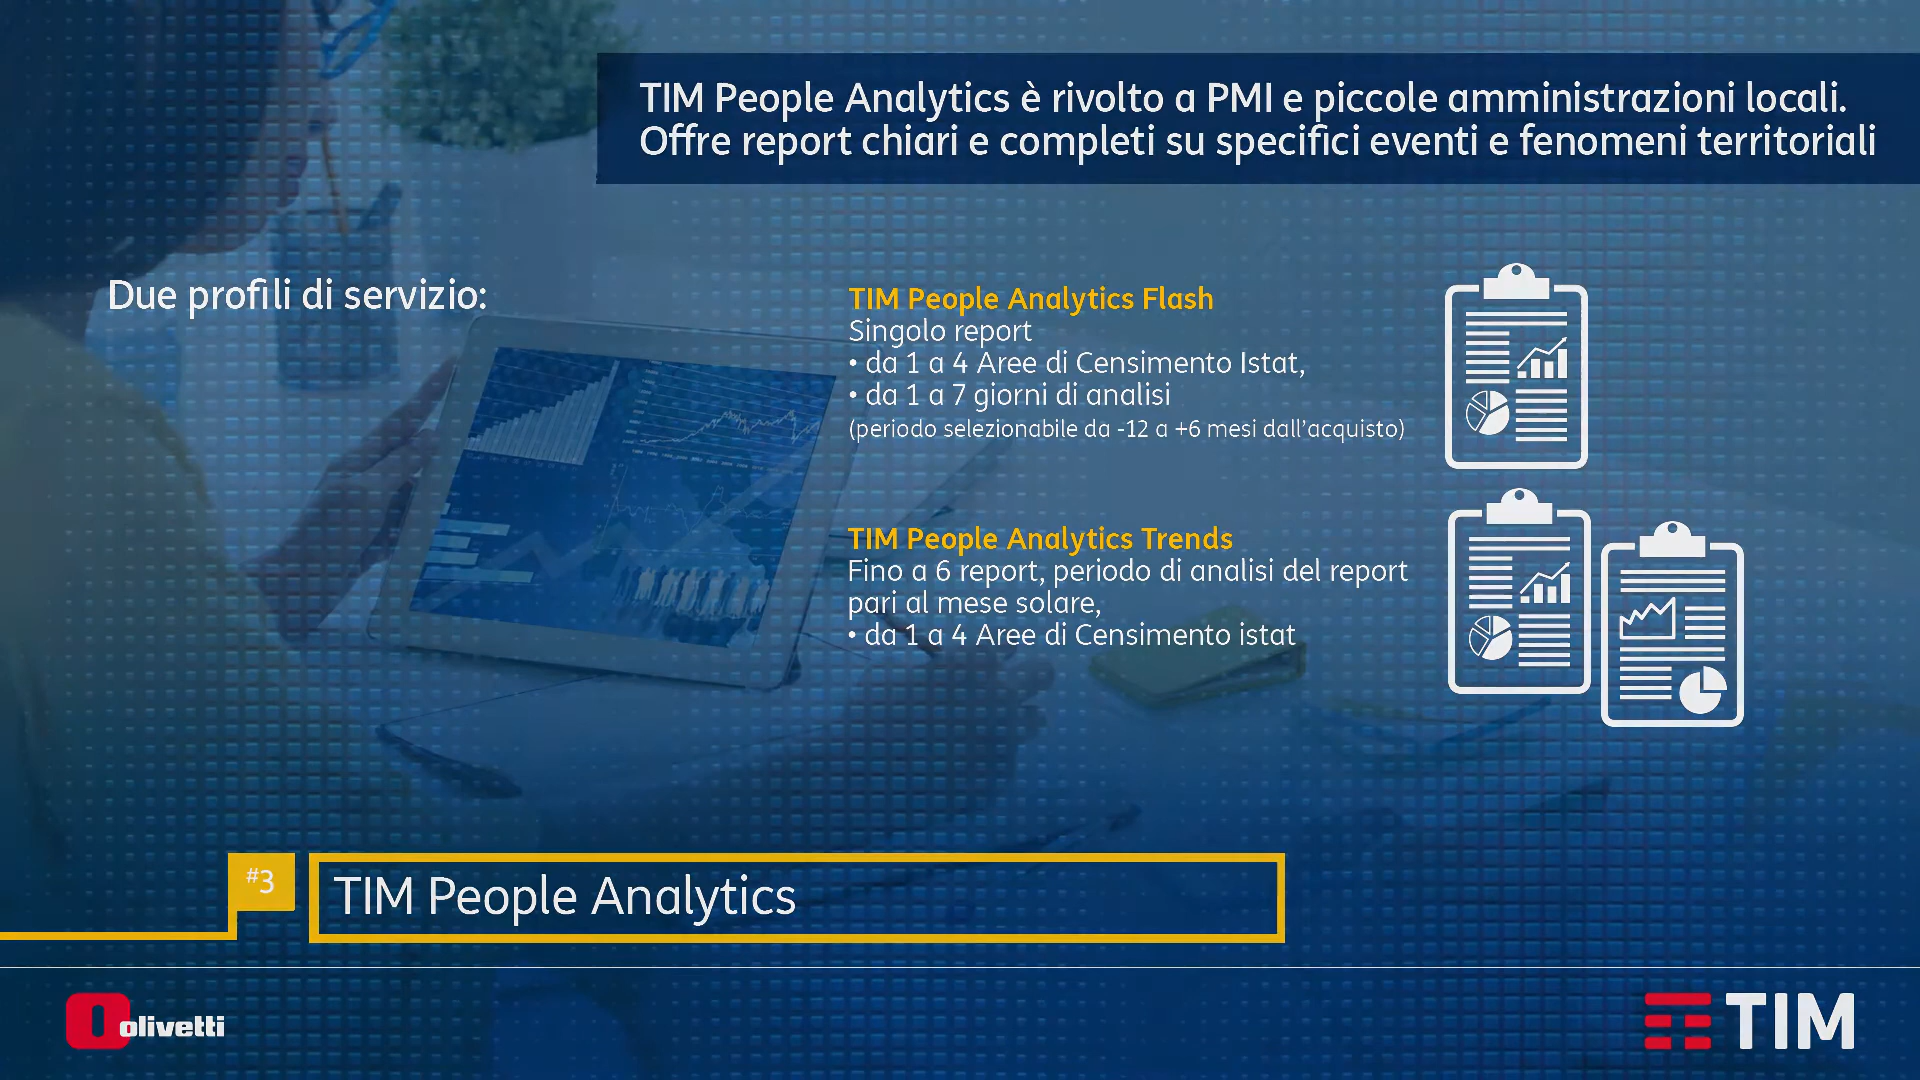 TIM People Analytics è rivolto a PMI e piccole amministrazioni locali.
Offre report chiari e completi su specifici eventi e fenomeni territoriali
Due profili di servizio:
TIM People Analytics Flash
Singolo report
• da 1 a 4 Aree di Censimento Istat,
• da 1 a 7 giorni di analisi
(periodo selezionabile da -12 a +6 mesi dall’acquisto)
TIM People Analytics Trends
Fino a 6 report, periodo di analisi del report
pari al mese solare,
• da 1 a 4 Aree di Censimento istat
#3
TIM People Analytics
olivetti
TIM